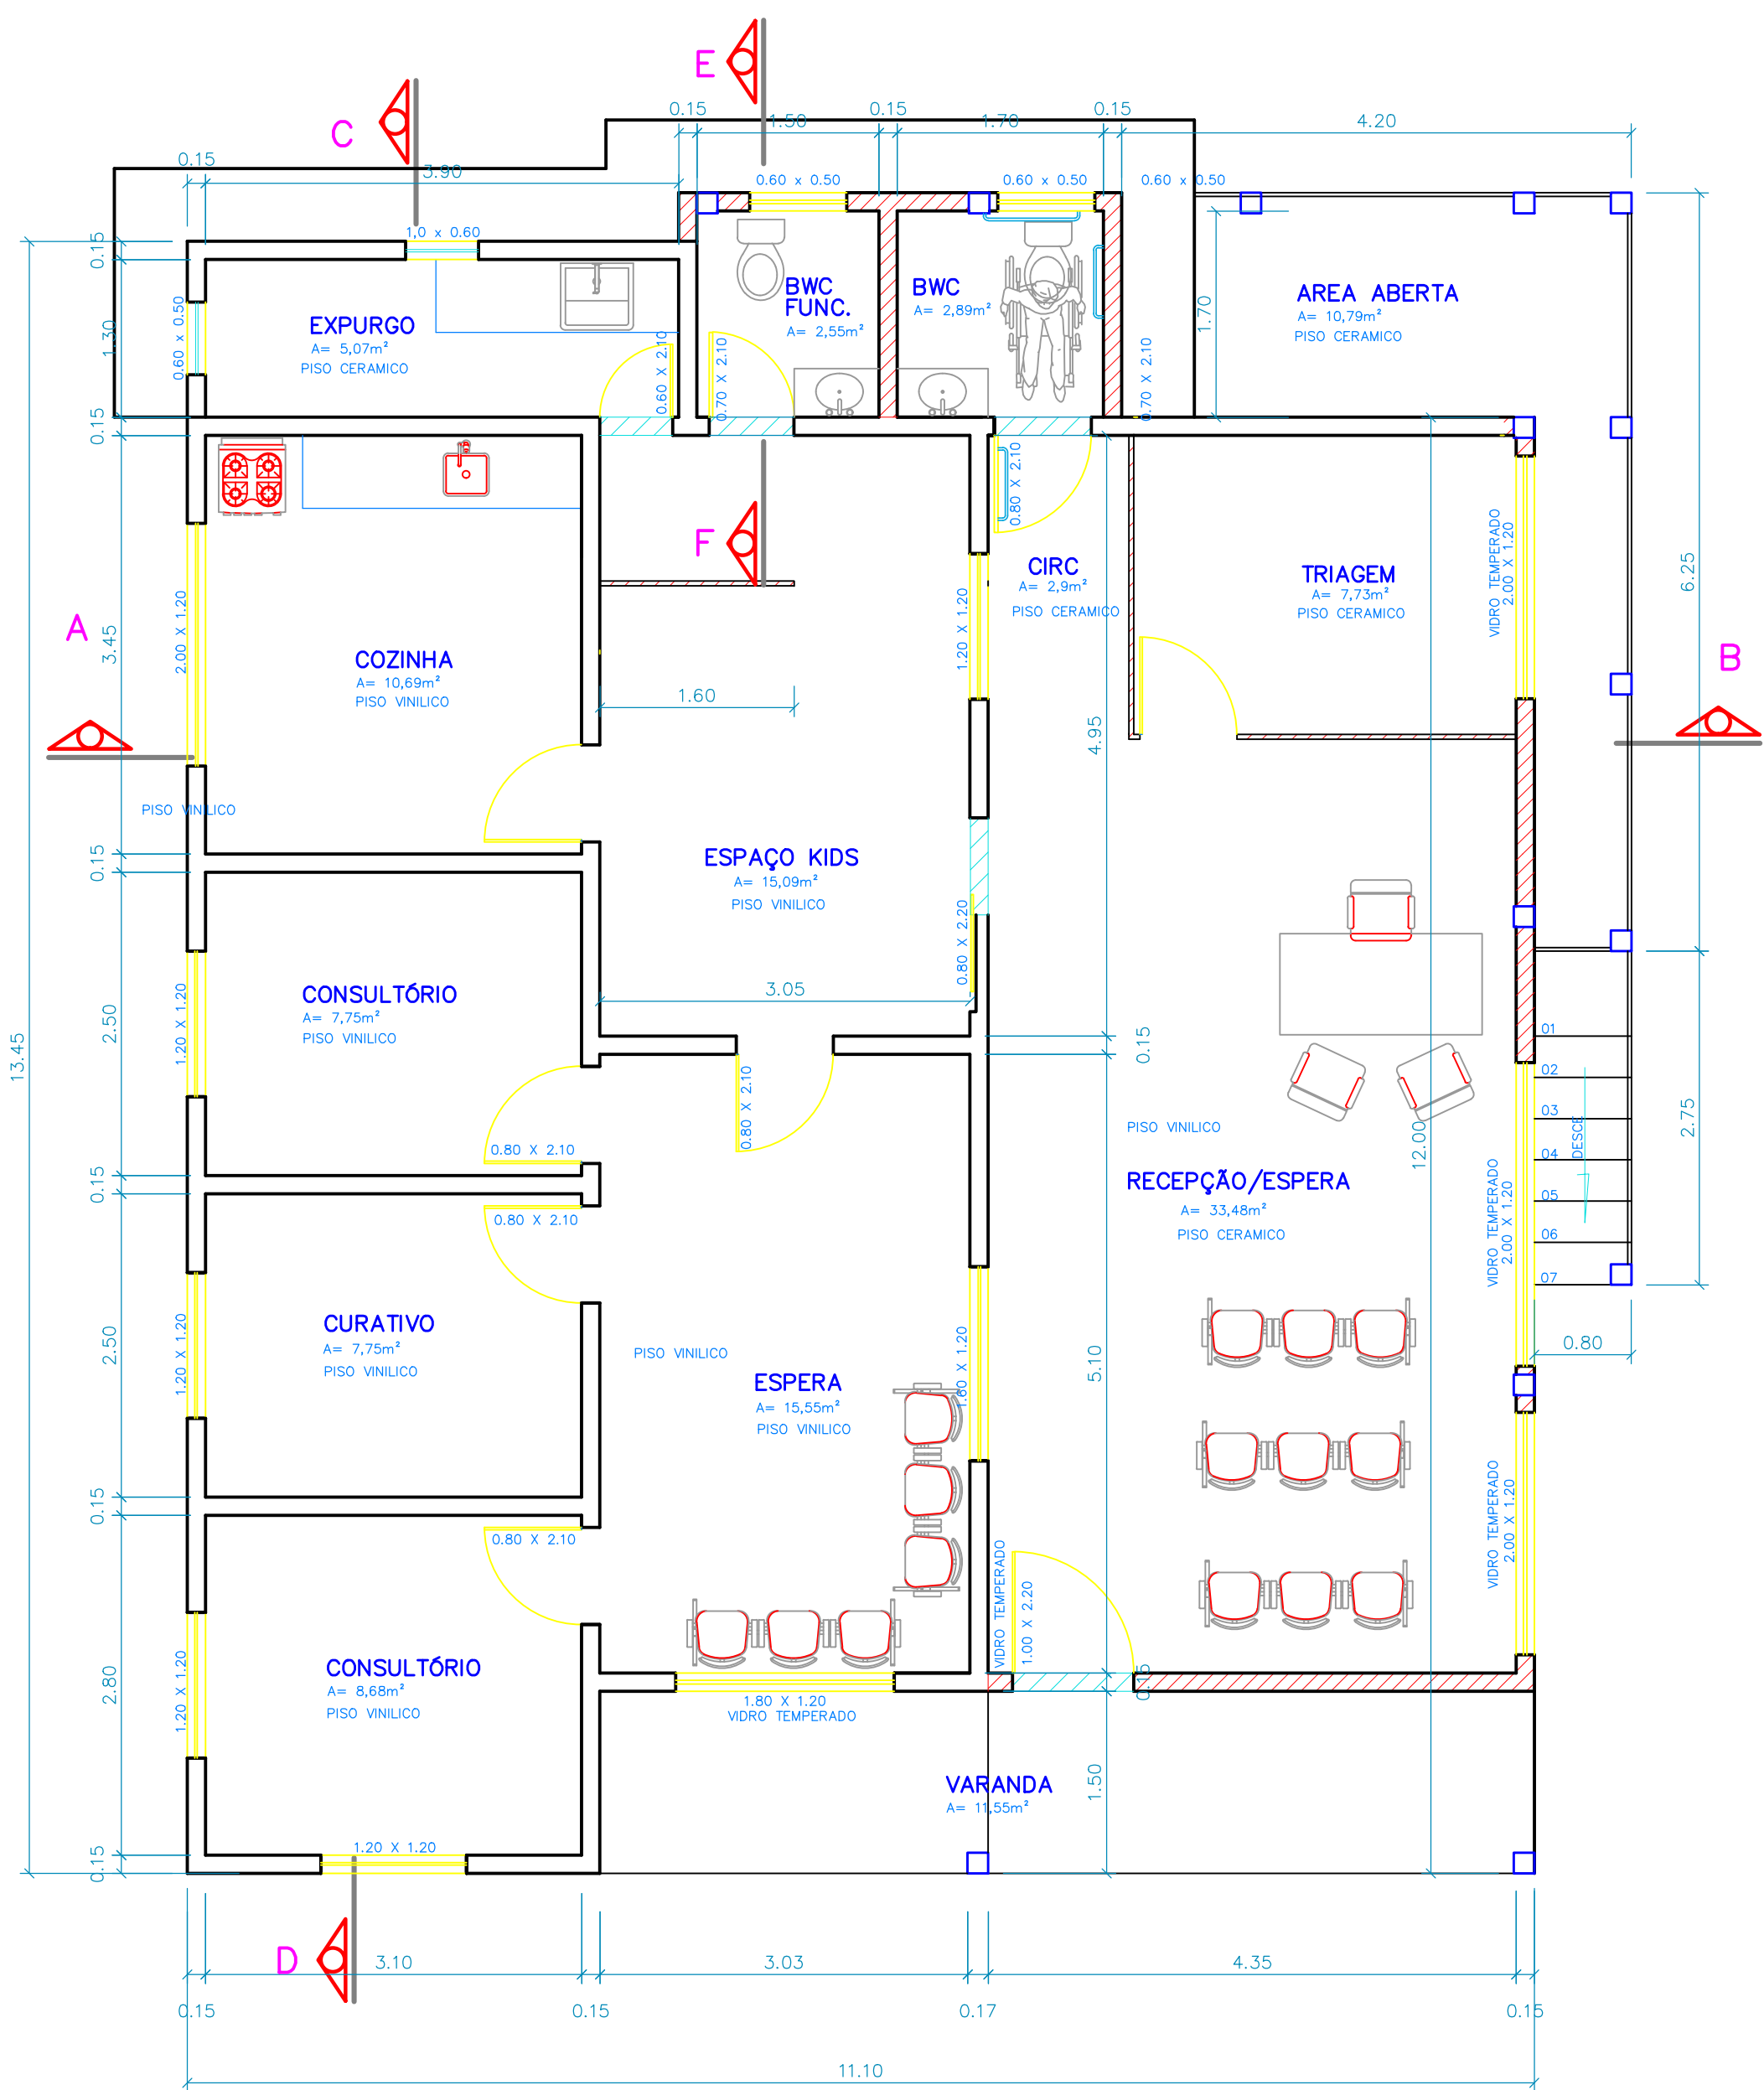 E
C
0.15
1.50
0.15
1.70
0.15
4.20
0.15
3.90
0.60 x 0.50
0.60 x 0.50
0.60 x 0.50
1,0 x 0.60
0.15
1.30
0.60 x 0.50
EXPURGO
A= 5,07m²
PISO CERAMICO
0.60 X 2.10
BWC
FUNC.
A= 2,55m²
0.70 X 2.10
BWC
A= 2,89m²
0.70 X 2.10
1.70
AREA ABERTA
A= 10,79m²
PISO CERAMICO
0.15
F
0.80 X 2.10
CIRC
A= 2,9m²
PISO CERAMICO
TRIAGEM
A= 7,73m²
PISO CERAMICO
VIDRO TEMPERADO
2.00 X 1.20
6.25
A
3.45
2.00 X 1.20
COZINHA
A= 10,69m²
PISO VINILICO
1.60
1.20 X 1.20
4.95
B
PISO VINILICO
0.15
ESPAÇO KIDS
A= 15,09m²
PISO VINILICO
0.80 X 2.20
3.05
13.45
2.50
1.20 X 1.20
CONSULTÓRIO
A= 7,75m²
PISO VINILICO
0.80 X 2.10
0.80 X 2.10
0.15
01
02
03
04
05
06
07
DESCE
2.75
0.80
PISO VINILICO
12.00
RECEPÇÃO/ESPERA
A= 33,48m²
PISO CERAMICO
VIDRO TEMPERADO
2.00 X 1.20
0.15
0.80 X 2.10
2.50
1.20 X 1.20
CURATIVO
A= 7,75m²
PISO VINILICO
PISO VINILICO
ESPERA
A= 15,55m²
PISO VINILICO
1.60 X 1.20
5.10
0.15
0.80 X 2.10
VIDRO TEMPERADO
2.00 X 1.20
VIDRO TEMPERADO
1.00 X 2.20
2.80
1.20 X 1.20
CONSULTÓRIO
A= 8,68m²
PISO VINILICO
1.80 X 1.20
VIDRO TEMPERADO
0.15
VARANDA
A= 11,55m²
1.50
0.15
1.20 X 1.20
D
3.10
3.03
4.35
0.15
0.15
0.17
0.15
11.10